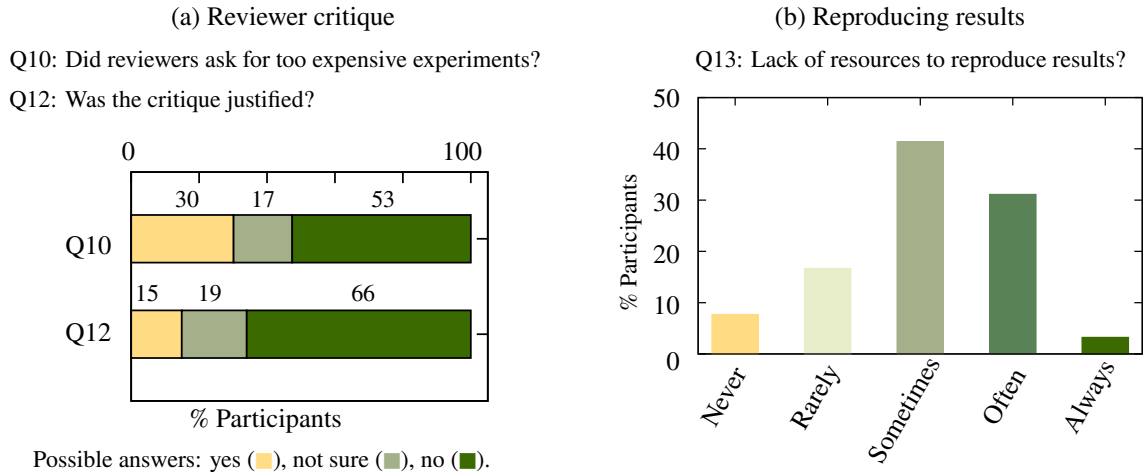 (a) Reviewer critique
Q10: Did reviewers ask for too expensive experiments?
Q12: Was the critique justified?
0 100
30 17 53
Q10
15 19 66
Q12
% Participants
Possible answers: yes ( ), not sure ( ), no ( ).
(b) Reproducing results
Q13: Lack of resources to reproduce results?
50
40
30
20
10
0
% Participants
Never
Rarely
Sometimes
Often
Always